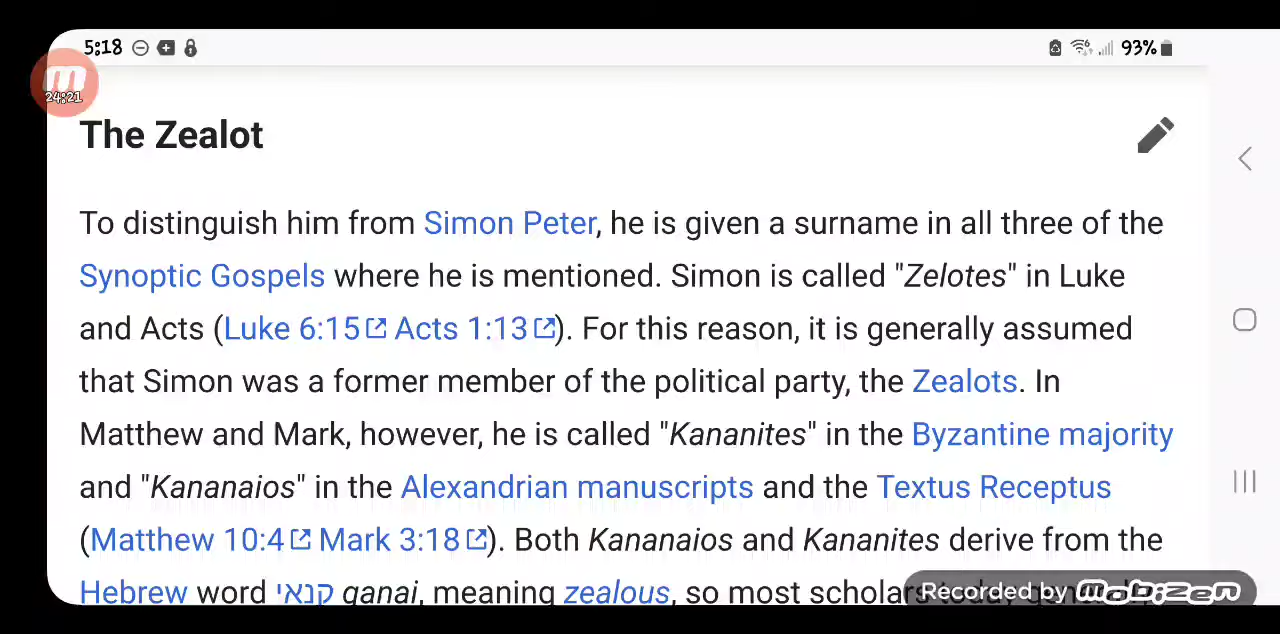 5:18
93%
m
24:21
The Zealot
To distinguish him from Simon Peter, he is given a surname in all three of the
Synoptic Gospels where he is mentioned. Simon is called "Zelotes" in Luke
and Acts (Luke 6:15 Acts 1:13). For this reason, it is generally assumed
that Simon was a former member of the political party, the Zealots. In
Matthew and Mark, however, he is called "Kananites" in the Byzantine majority
and "Kananaios" in the Alexandrian manuscripts and the Textus Receptus
(Matthew 10:4 Mark 3:18). Both Kananaios and Kananites derive from the
Hebrew word קנאי qanai, meaning zealous, so most scholars
Recorded by mobizen